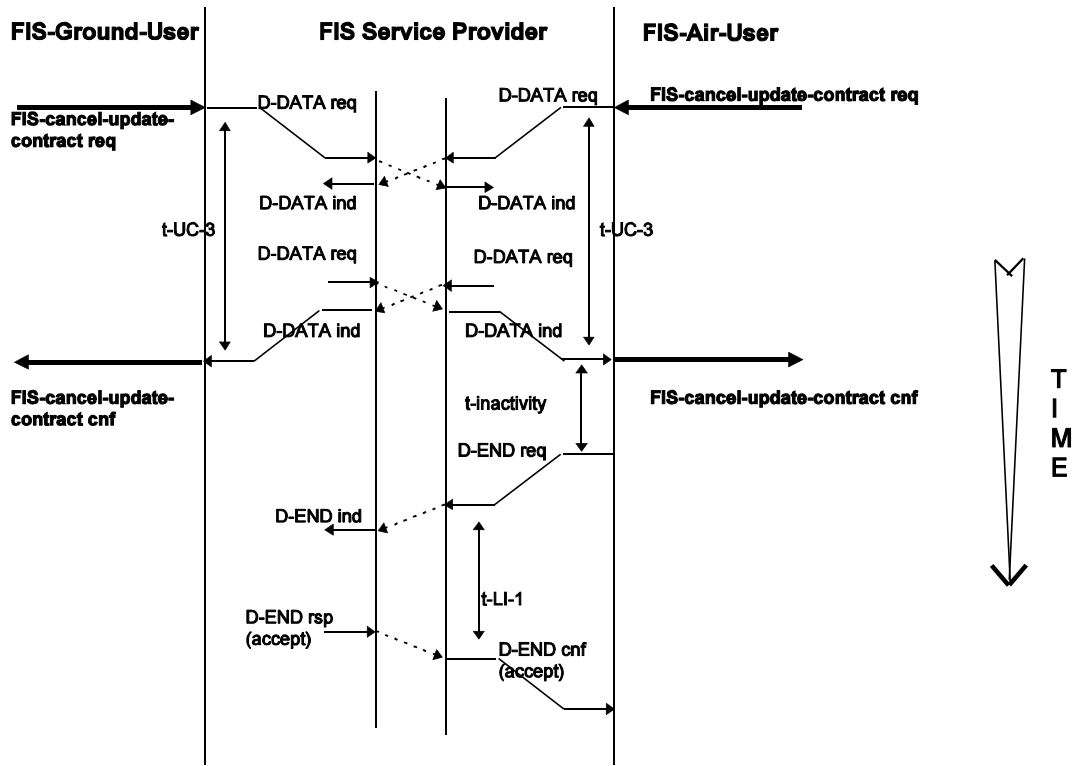 FIS-Ground-User
FIS Service Provider
FIS-Air-User
D-DATA req
D-DATA req
FIS-cancel-update-contract req
FIS-cancel-update-
contract req
D-DATA ind
D-DATA ind
t-UC-3
t-UC-3
D-DATA req
D-DATA req
D-DATA ind
D-DATA ind
FIS-cancel-update-
contract cnf
t-inactivity
FIS-cancel-update-contract cnf
D-END req
D-END ind
t-LI-1
D-END rsp
(accept)
D-END cnf
(accept)
T
I
M
E